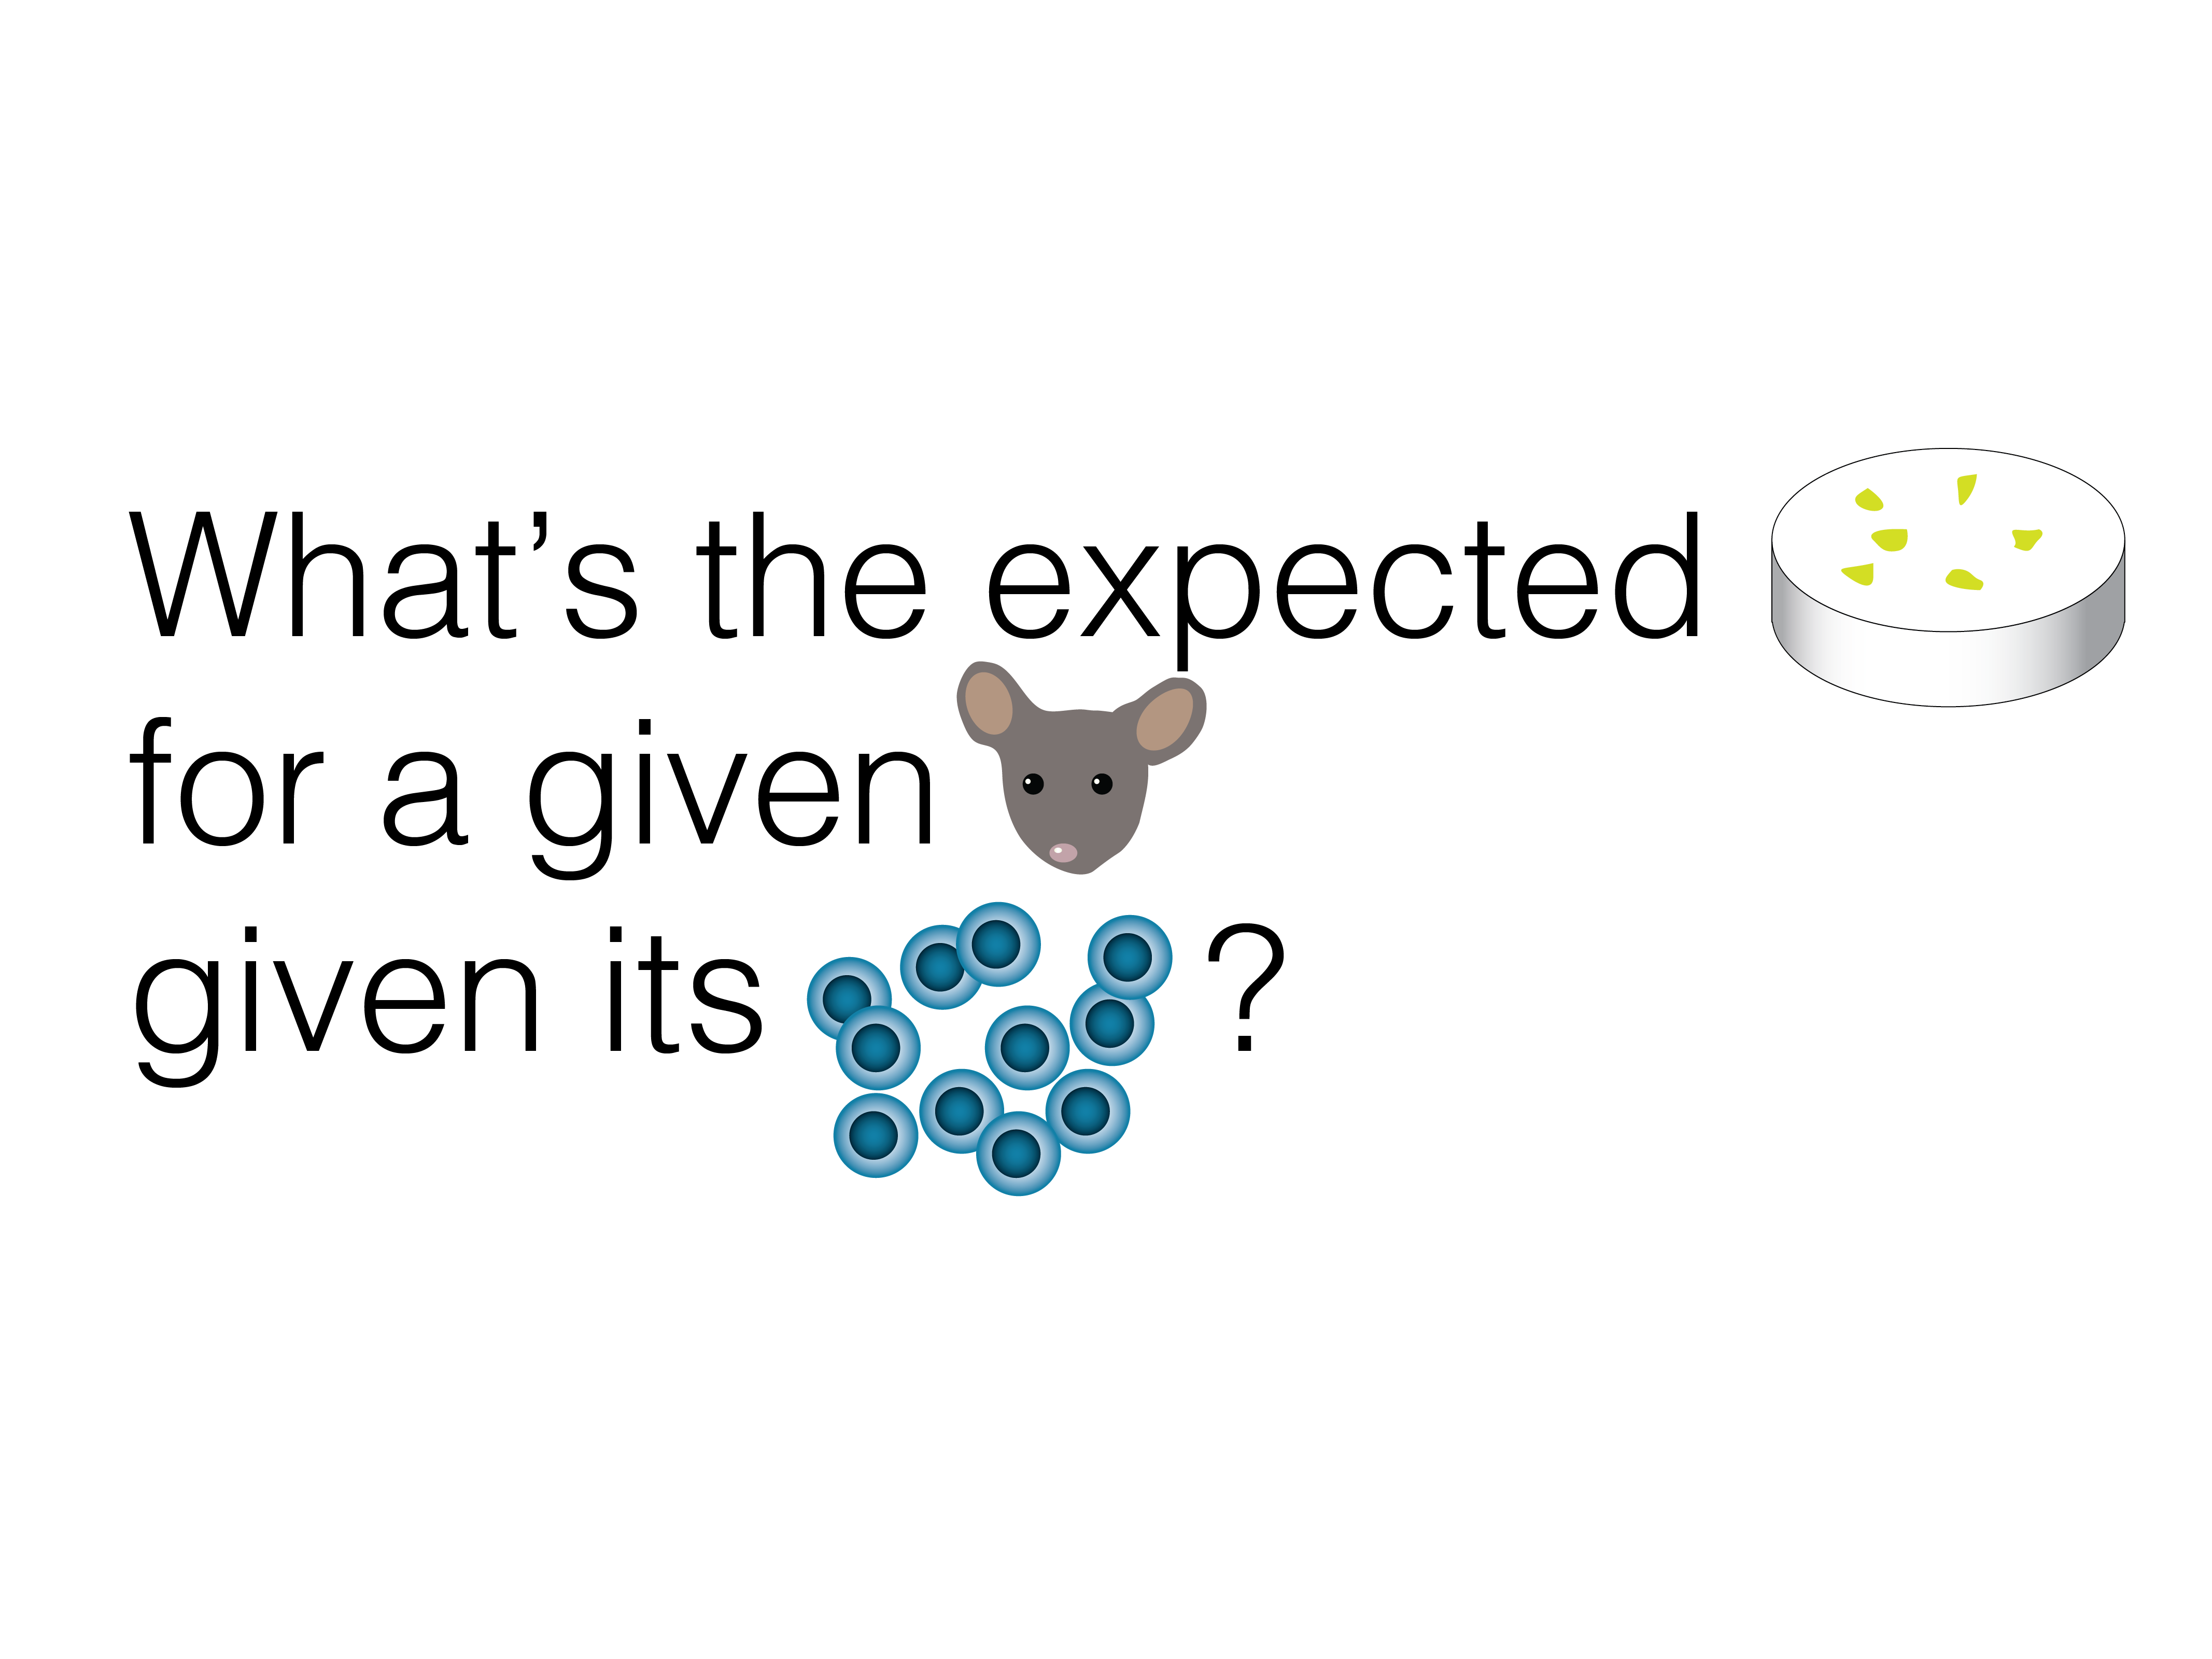 What’s the expected
for a given
given its ?